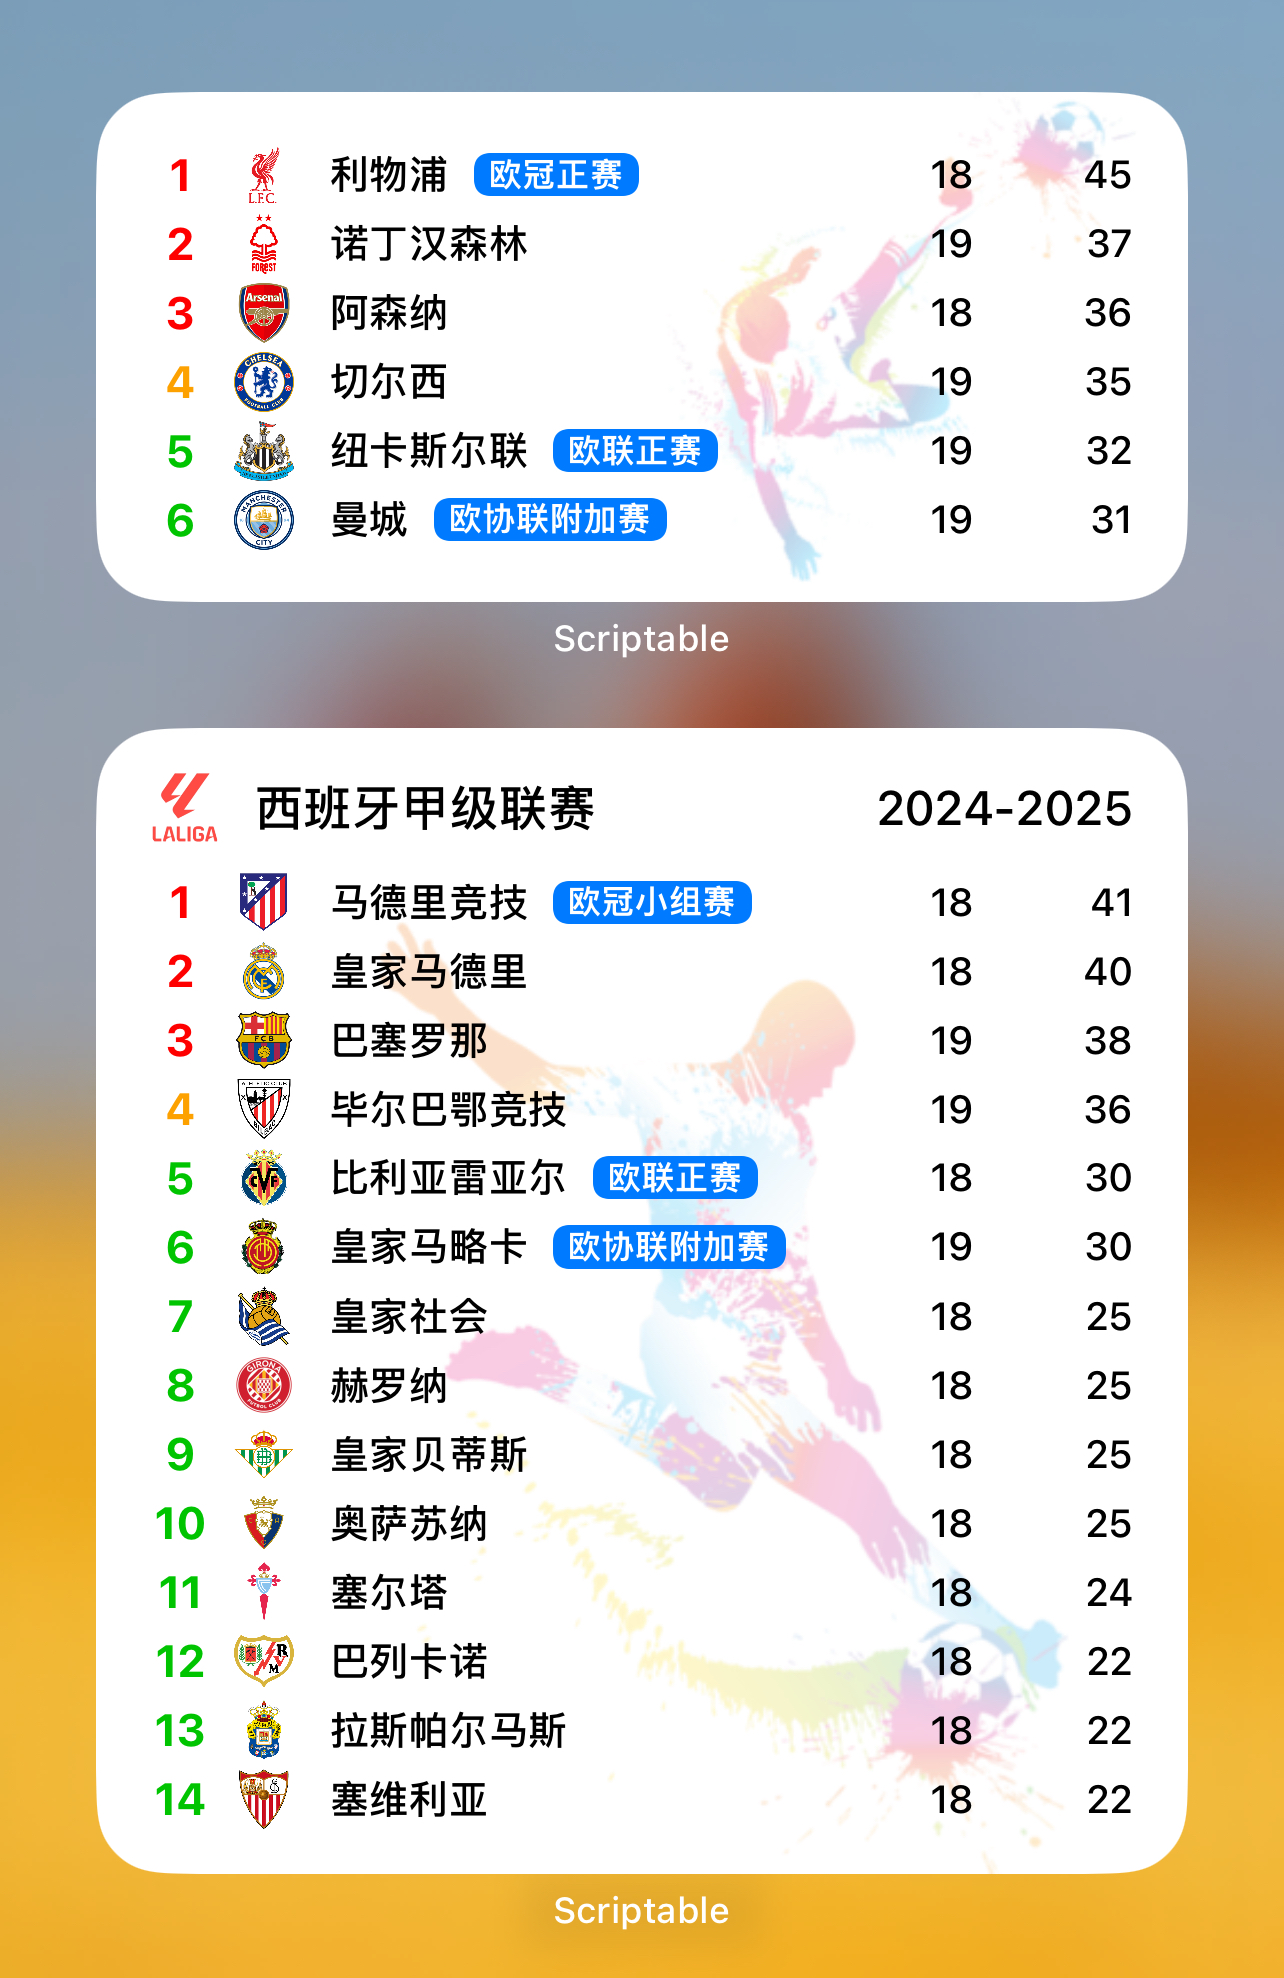 1 利物浦 欧冠正赛 18 45
2 诺丁汉森林 19 37
3 阿森纳 18 36
4 切尔西 19 35
5 纽卡斯尔联 欧联正赛 19 32
6 曼城 欧协联附加赛 19 31
Scriptable
LALIGA 西班牙甲级联赛 2024-2025
1 马德里竞技 欧冠小组赛 18 41
2 皇家马德里 18 40
3 巴塞罗那 19 38
4 毕尔巴鄂竞技 19 36
5 比利亚雷亚尔 欧联正赛 18 30
6 皇家马略卡 欧协联附加赛 19 30
7 皇家社会 18 25
8 赫罗纳 18 25
9 皇家贝蒂斯 18 25
10 奥萨苏纳 18 25
11 塞尔塔 18 24
12 巴列卡诺 18 22
13 拉斯帕尔马斯 18 22
14 塞维利亚 18 22
Scriptable